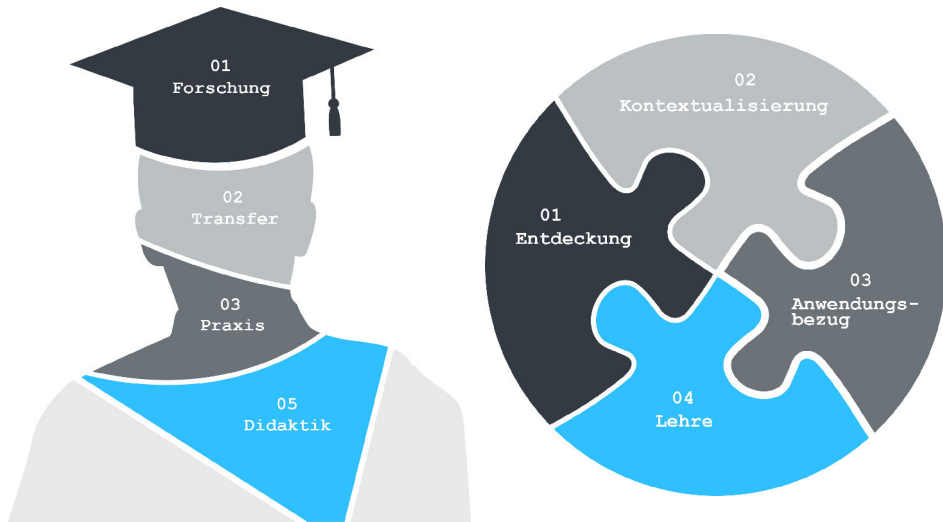 01
Forschung
02
Transfer
03
Praxis
05
Didaktik
02
Kontextualisierung
01
Entdeckung
03
Anwendungs-
bezug
04
Lehre